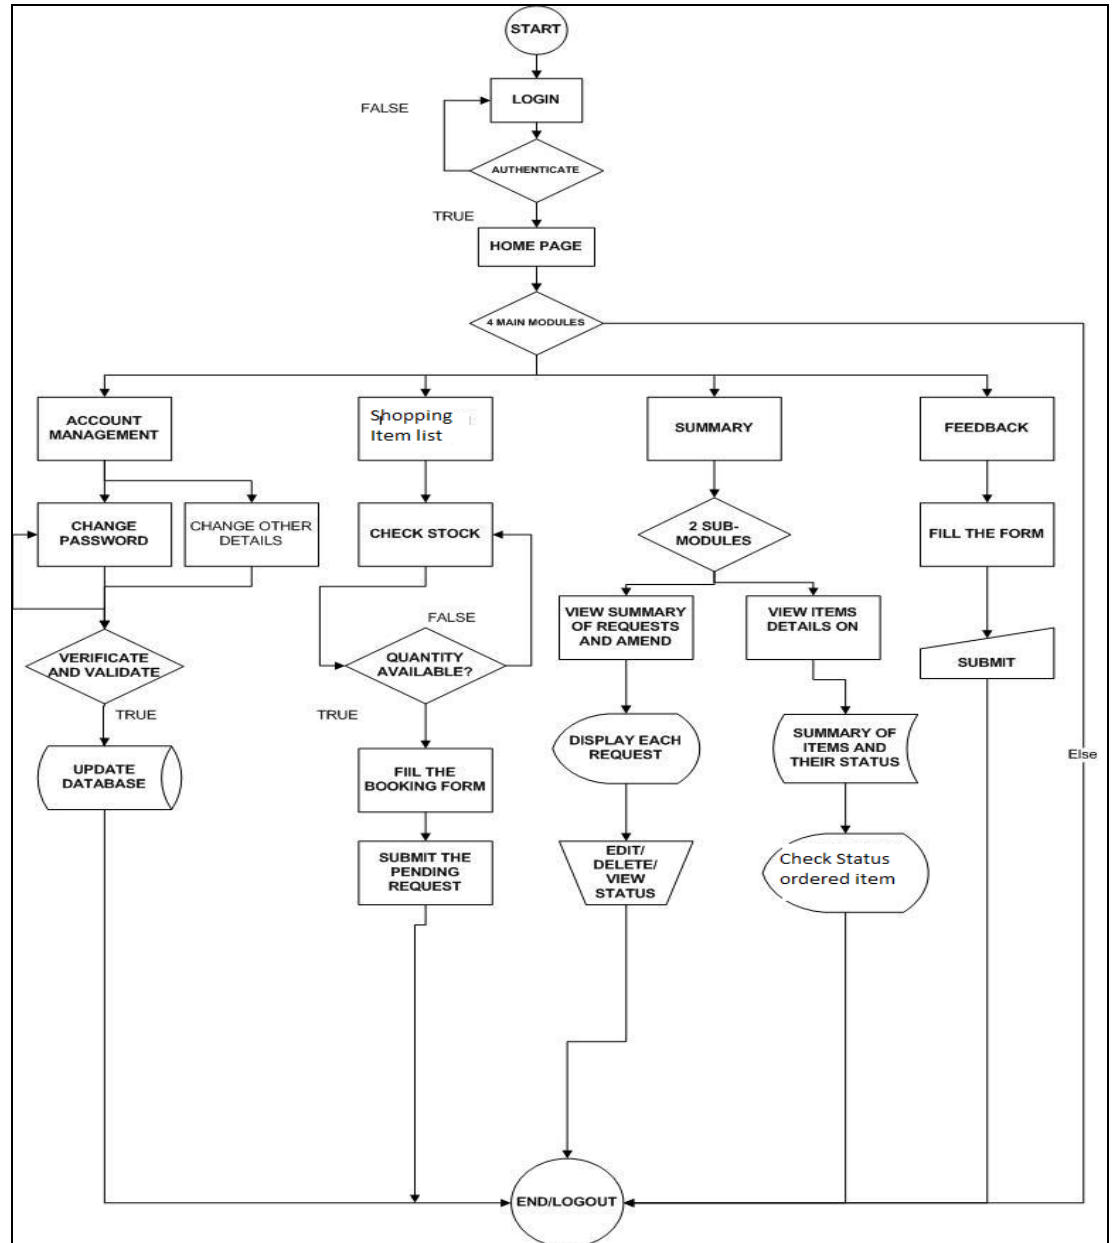 START
LOGIN
FALSE
AUTHENTICATE
TRUE
HOME PAGE
4 MAIN MODULES
ACCOUNT
MANAGEMENT
Shopping
Item list
SUMMARY
FEEDBACK
CHANGE
PASSWORD
CHANGE OTHER
DETAILS
CHECK STOCK
2 SUB-
MODULES
FILL THE FORM
FALSE
VIEW SUMMARY
OF REQUESTS
AND AMEND
VIEW ITEMS
DETAILS ON
VERIFICATE
AND VALIDATE
QUANTITY
AVAILABLE?
SUBMIT
TRUE
TRUE
DISPLAY EACH
REQUEST
SUMMARY OF
ITEMS AND
THEIR STATUS
Else
UPDATE
DATABASE
FIIL THE
BOOKING FORM
SUBMIT THE
PENDING
REQUEST
EDIT/
DELETE/
VIEW
STATUS
Check Status
ordered item
END/LOGOUT